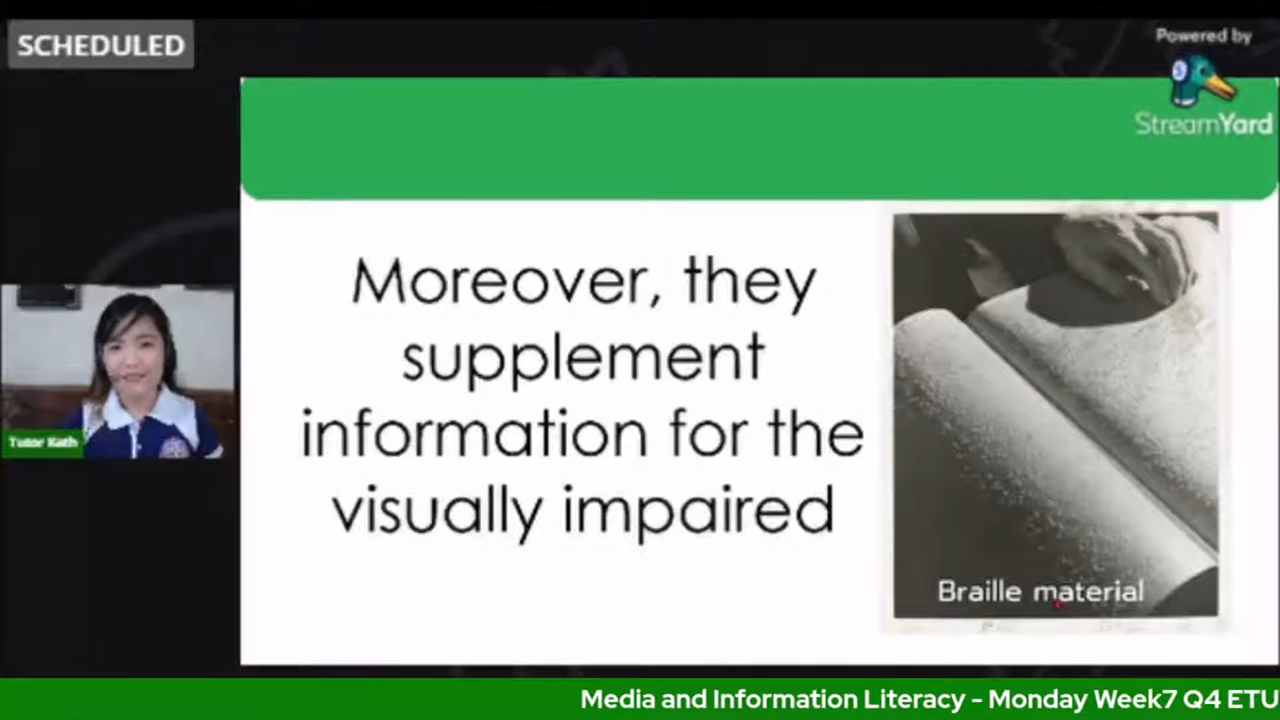 SCHEDULED
Powered by
StreamYard
Moreover, they
supplement
information for the
visually impaired
Tutor Kath
Braille material
Media and Information Literacy - Monday Week7 Q4 ETU